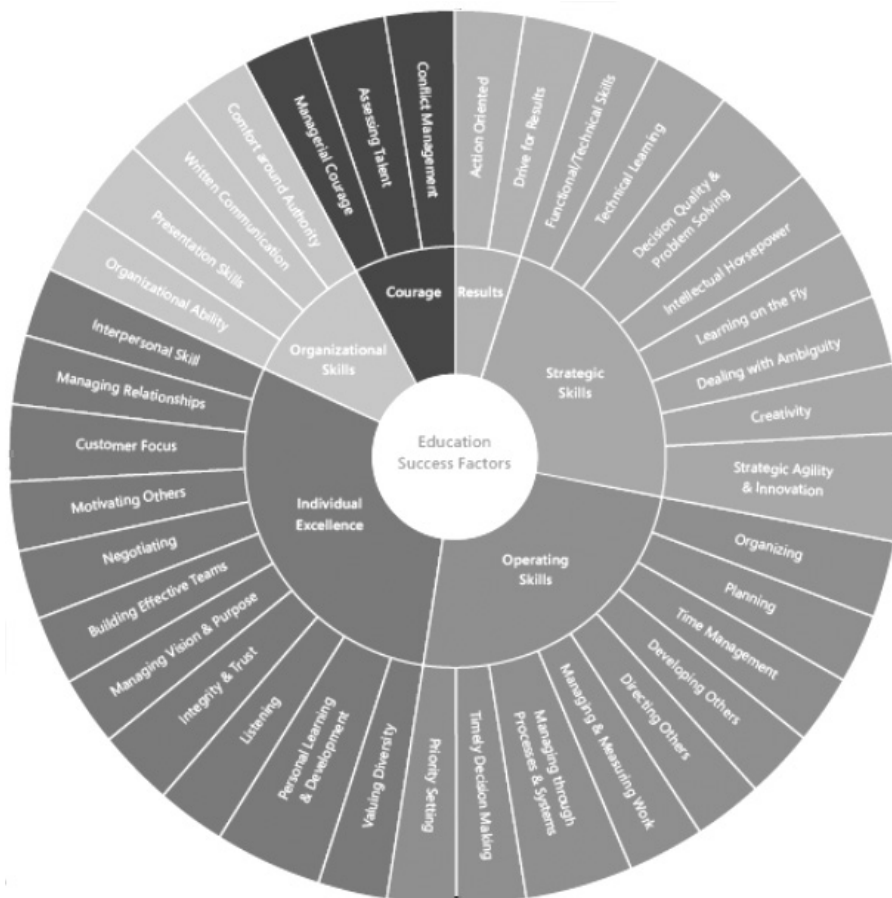 Education
Success Factors
Results
Action Oriented
Drive for Results
Strategic
Skills
Functional/Technical Skills
Technical Learning
Decision Quality &
Problem Solving
Intellectual Horsepower
Learning on the Fly
Dealing with Ambiguity
Creativity
Strategic Agility
& Innovation
Operating
Skills
Organizing
Planning
Time Management
Developing Others
Directing Others
Managing & Measuring Work
Managing through
Processes & Systems
Timely Decision Making
Priority Setting
Individual
Excellence
Valuing Diversity
Personal Learning
& Development
Listening
Integrity & Trust
Managing Vision & Purpose
Building Effective Teams
Negotiating
Motivating Others
Customer Focus
Managing Relationships
Interpersonal Skill
Organizational
Skills
Organizational Ability
Presentation Skills
Written Communication
Comfort around Authority
Courage
Managerial Courage
Assessing Talent
Conflict Management